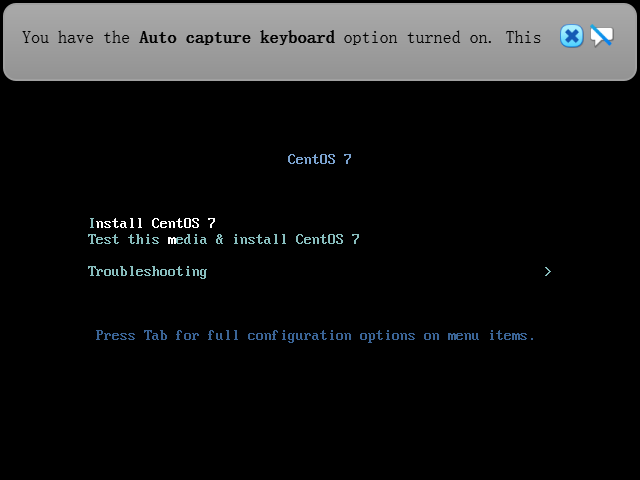 You have the Auto capture keyboard option turned on. This
CentOS 7
Install CentOS 7
Test this media & install CentOS 7
Troubleshooting >
Press Tab for full configuration options on menu items.